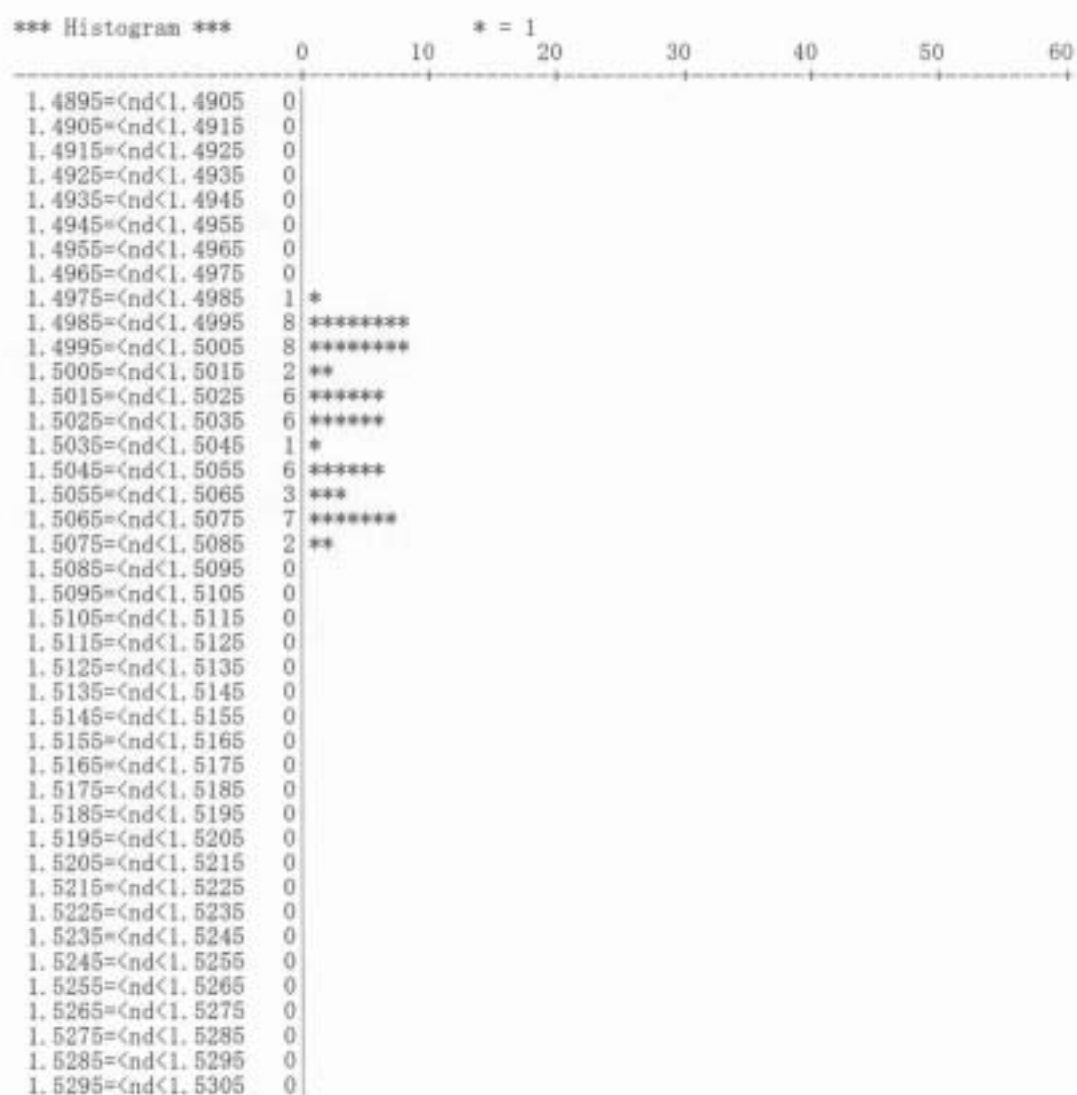 *** Histogram *** * = 1
0 10 20 30 40 50 60
1.4895=<nd<1.4905 0
1.4905=<nd<1.4915 0
1.4915=<nd<1.4925 0
1.4925=<nd<1.4935 0
1.4935=<nd<1.4945 0
1.4945=<nd<1.4955 0
1.4955=<nd<1.4965 0
1.4965=<nd<1.4975 0
1.4975=<nd<1.4985 1 *
1.4985=<nd<1.4995 8 ********
1.4995=<nd<1.5005 8 ********
1.5005=<nd<1.5015 2 **
1.5015=<nd<1.5025 6 ******
1.5025=<nd<1.5035 6 ******
1.5035=<nd<1.5045 1 *
1.5045=<nd<1.5055 6 ******
1.5055=<nd<1.5065 3 ***
1.5065=<nd<1.5075 7 *******
1.5075=<nd<1.5085 2 **
1.5085=<nd<1.5095 0
1.5095=<nd<1.5105 0
1.5105=<nd<1.5115 0
1.5115=<nd<1.5125 0
1.5125=<nd<1.5135 0
1.5135=<nd<1.5145 0
1.5145=<nd<1.5155 0
1.5155=<nd<1.5165 0
1.5165=<nd<1.5175 0
1.5175=<nd<1.5185 0
1.5185=<nd<1.5195 0
1.5195=<nd<1.5205 0
1.5205=<nd<1.5215 0
1.5215=<nd<1.5225 0
1.5225=<nd<1.5235 0
1.5235=<nd<1.5245 0
1.5245=<nd<1.5255 0
1.5255=<nd<1.5265 0
1.5265=<nd<1.5275 0
1.5275=<nd<1.5285 0
1.5285=<nd<1.5295 0
1.5295=<nd<1.5305 0